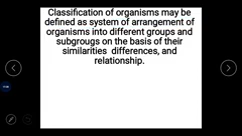 Classification of organisms may be
defined as system of arrangement of
organisms into different groups and
subgrougs on the basis of their
similarities differences, and
relationship.